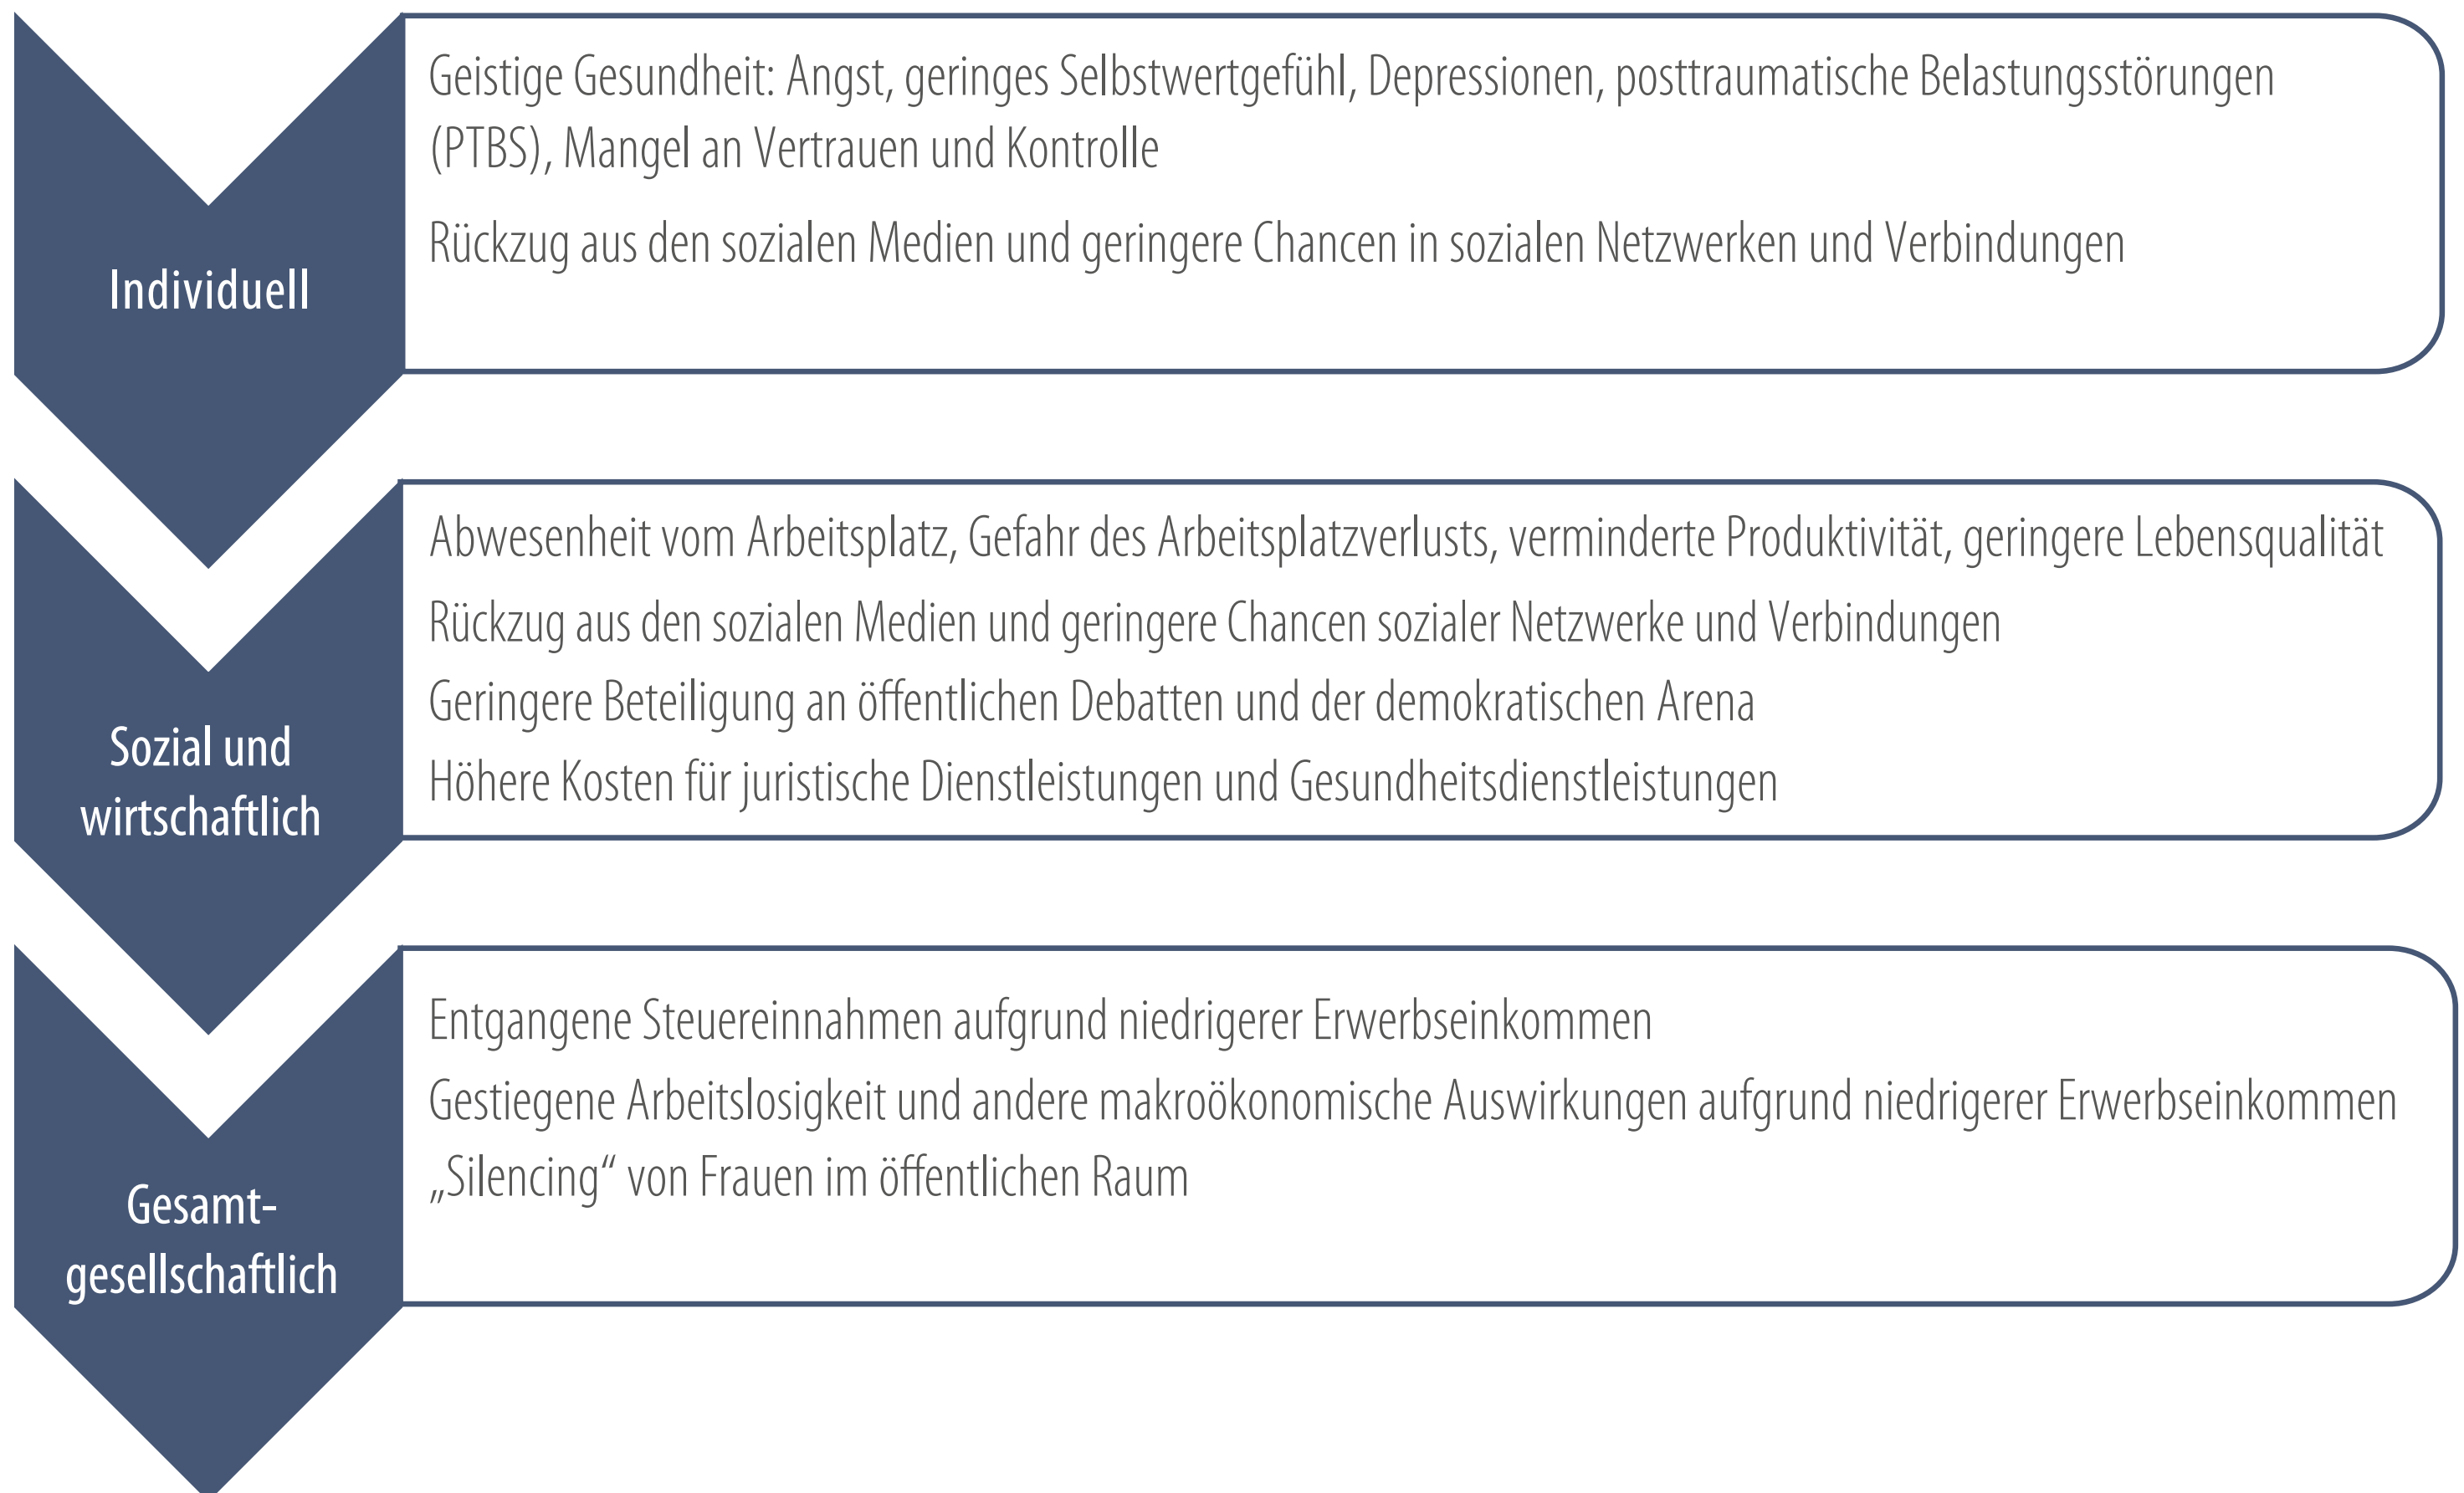 Individuell
Geistige Gesundheit: Angst, geringes Selbstwertgefühl, Depressionen, posttraumatische Belastungsstörungen
(PTBS), Mangel an Vertrauen und Kontrolle
Rückzug aus den sozialen Medien und geringere Chancen in sozialen Netzwerken und Verbindungen
Sozial und
wirtschaftlich
Abwesenheit vom Arbeitsplatz, Gefahr des Arbeitsplatzverlusts, verminderte Produktivität, geringere Lebensqualität
Rückzug aus den sozialen Medien und geringere Chancen sozialer Netzwerke und Verbindungen
Geringere Beteiligung an öffentlichen Debatten und der demokratischen Arena
Höhere Kosten für juristische Dienstleistungen und Gesundheitsdienstleistungen
Gesamt-
gesellschaftlich
Entgangene Steuereinnahmen aufgrund niedrigerer Erwerbseinkommen
Gestiegene Arbeitslosigkeit und andere makroökonomische Auswirkungen aufgrund niedrigerer Erwerbseinkommen
„Silencing“ von Frauen im öffentlichen Raum